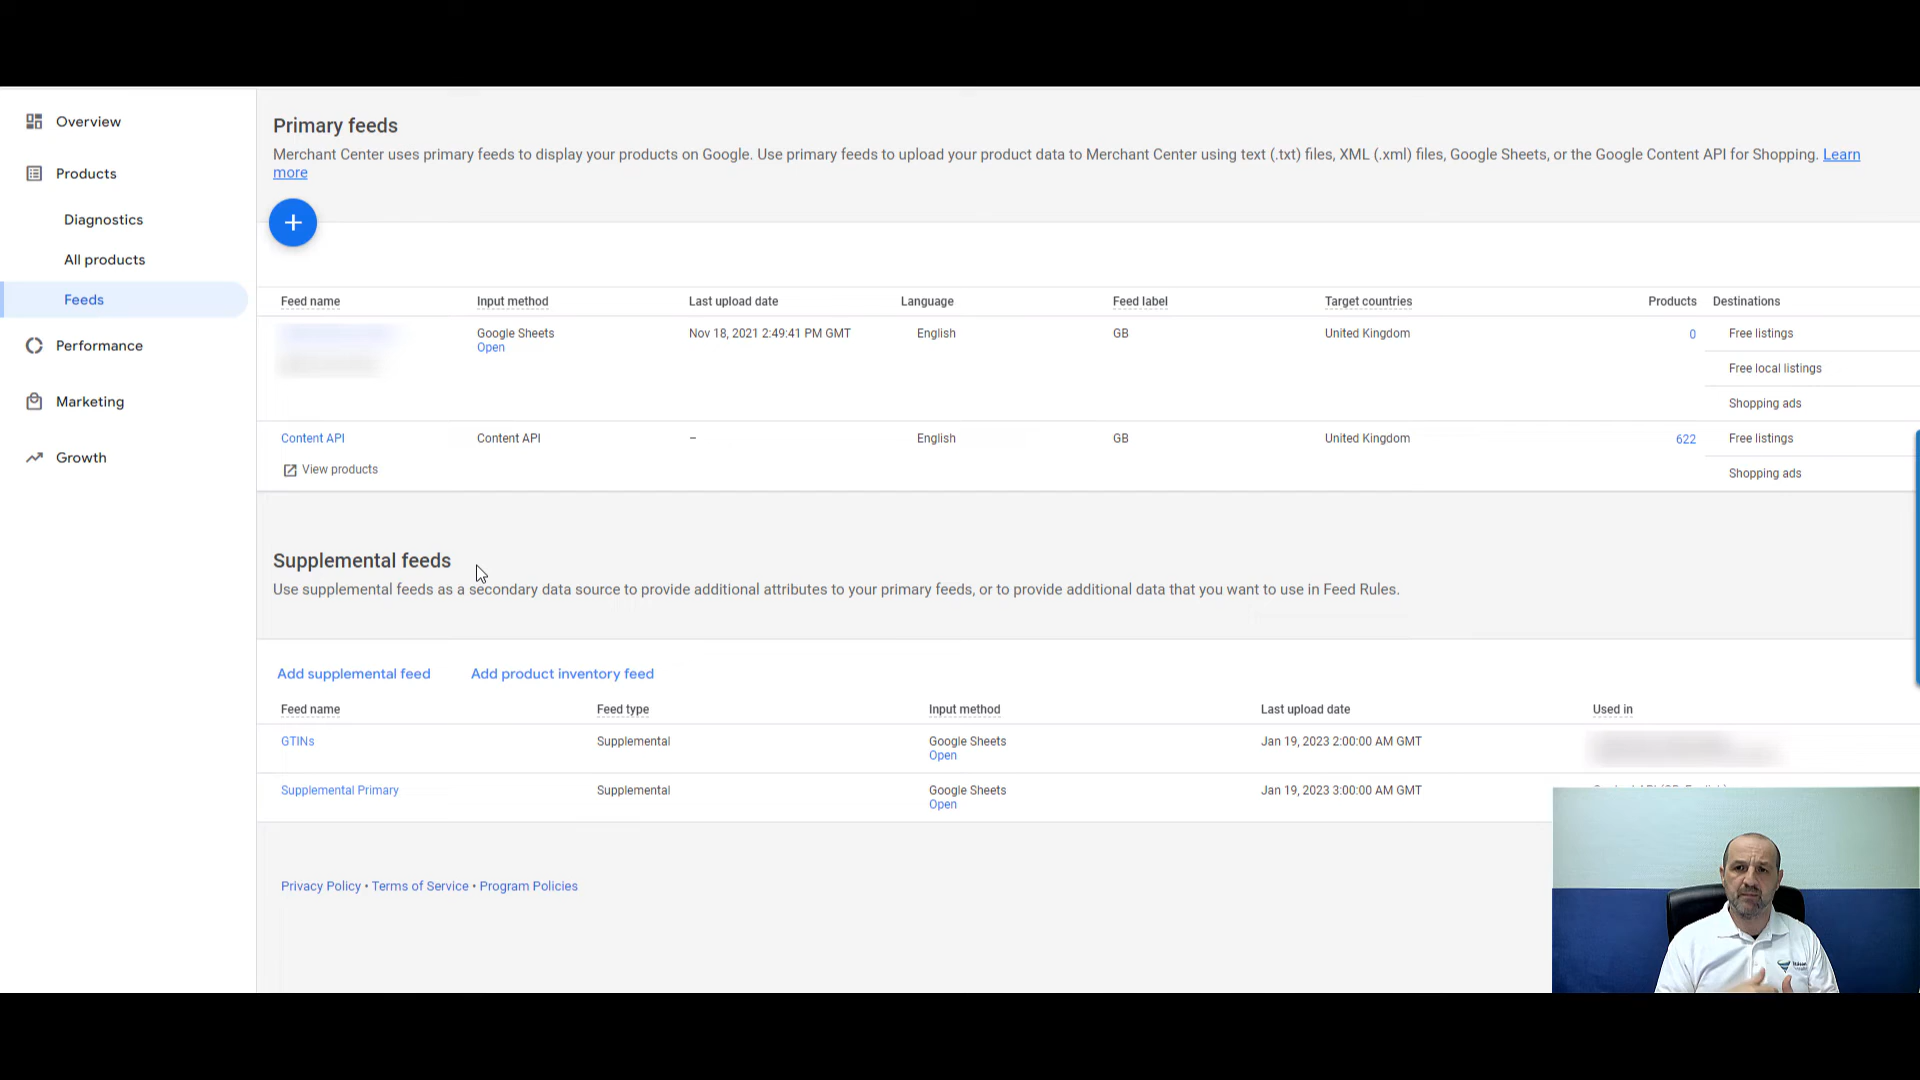 Overview
Products
Diagnostics
All products
Feeds
Performance
Marketing
Growth
Primary feeds
Merchant Center uses primary feeds to display your products on Google. Use primary feeds to upload your product data to Merchant Center using text (.txt) files, XML (.xml) files, Google Sheets, or the Google Content API for Shopping. Learn
more
Feed name Input method Last upload date Language Feed label Target countries Products Destinations
Google Sheets Nov 18, 2021 2:49:41 PM GMT English GB United Kingdom 0 Free listings
Open
Free local listings
Shopping ads
Content API Content API – English GB United Kingdom 622 Free listings
View products
Shopping ads
Supplemental feeds
Use supplemental feeds as a secondary data source to provide additional attributes to your primary feeds, or to provide additional data that you want to use in Feed Rules.
Add supplemental feed Add product inventory feed
Feed name Feed type Input method Last upload date Used in
GTINs Supplemental Google Sheets Jan 19, 2023 2:00:00 AM GMT
Open
Supplemental Primary Supplemental Google Sheets Jan 19, 2023 3:00:00 AM GMT
Open
Privacy Policy • Terms of Service • Program Policies